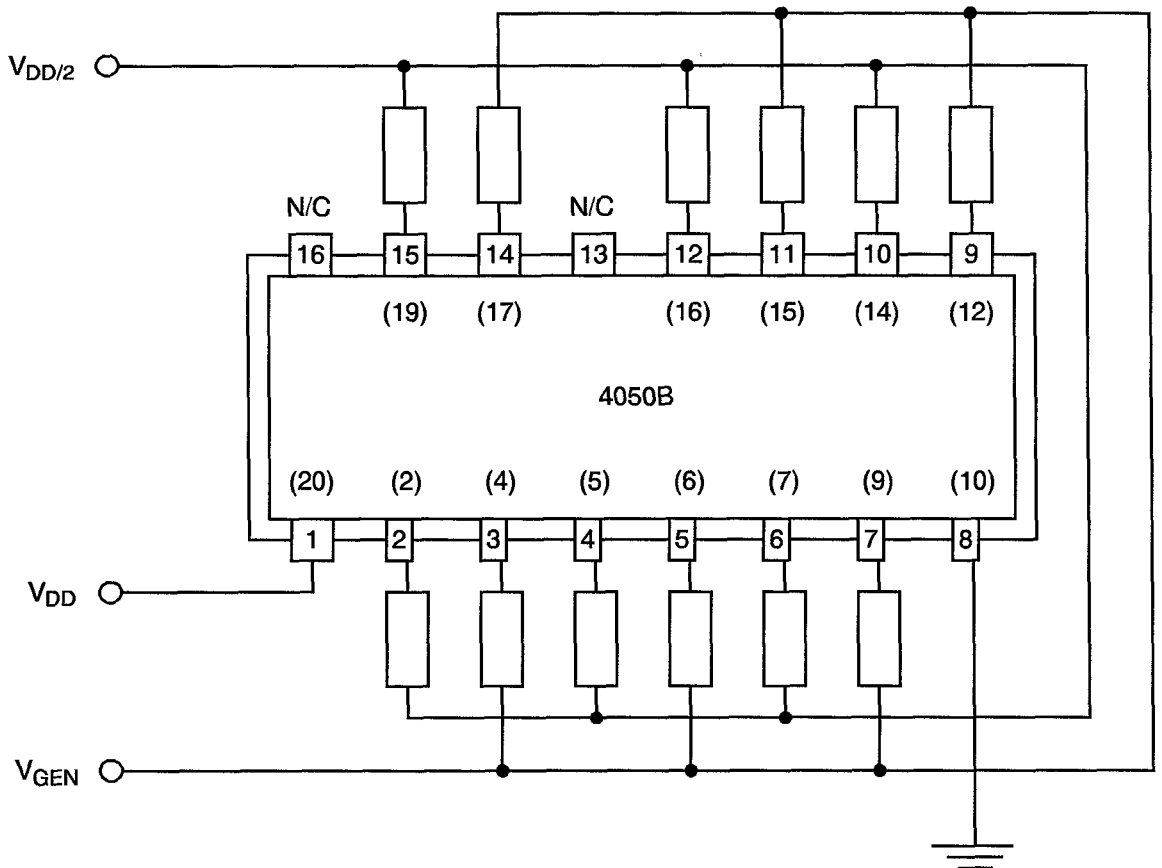 V_DD/2
N/C N/C
16 15 14 13 12 11 10 9
(19) (17) (16) (15) (14) (12)
4050B
(20) (2) (4) (5) (6) (7) (9) (10)
1 2 3 4 5 6 7 8
V_DD
V_GEN